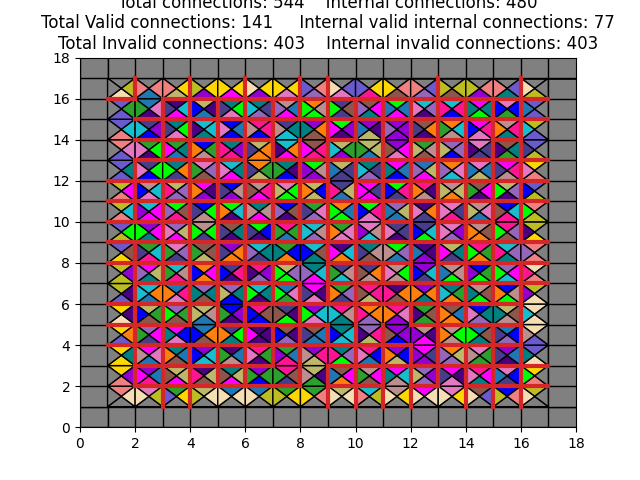 Total connections: 544    Internal connections: 480
Total Valid connections: 141    Internal valid internal connections: 77
Total Invalid connections: 403    Internal invalid connections: 403
18
16
14
12
10
8
6
4
2
0
0 2 4 6 8 10 12 14 16 18